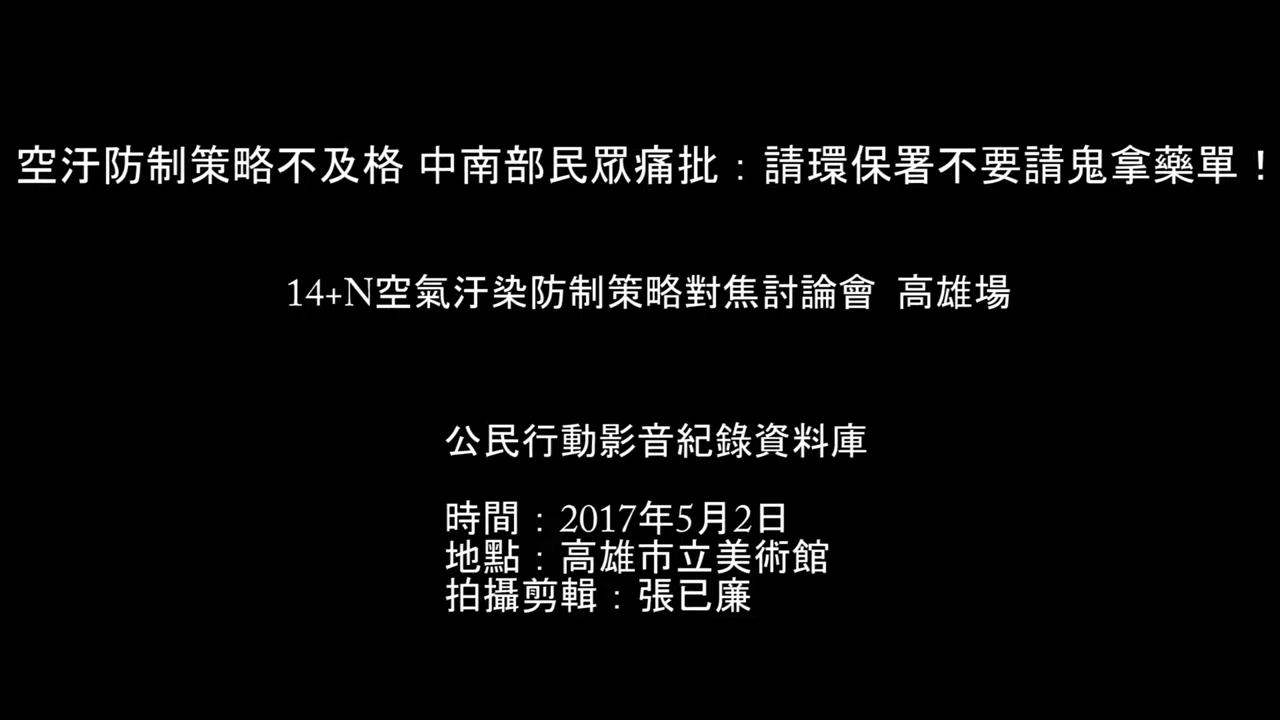 空汙防制策略不及格 中南部民眾痛批：請環保署不要請鬼拿藥單！
14+N空氣汙染防制策略對焦討論會 高雄場
公民行動影音紀錄資料庫
時間：2017年5月2日
地點：高雄市立美術館
拍攝剪輯：張已廉